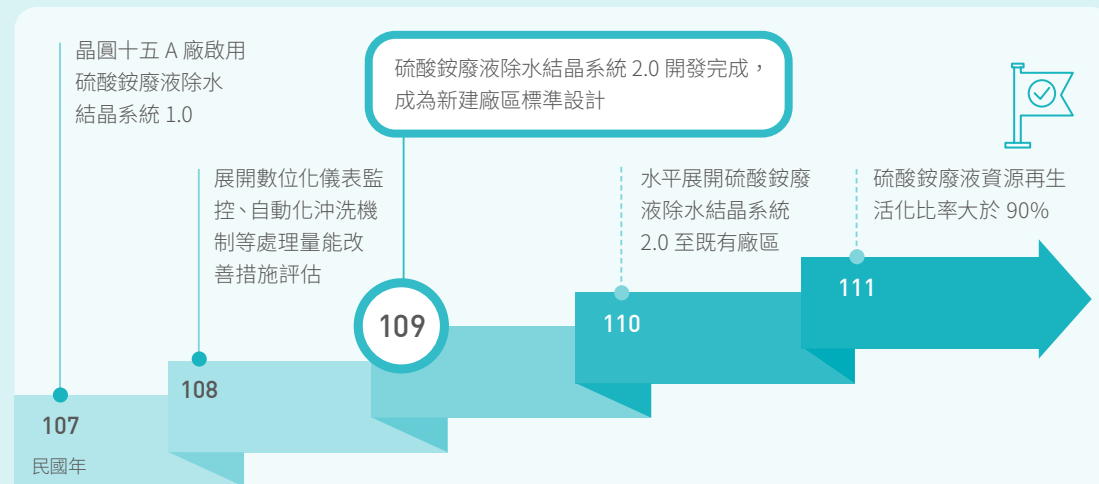 晶圓十五 A 廠啟用
硫酸銨廢液除水
結晶系統 1.0
硫酸銨廢液除水結晶系統 2.0 開發完成，
成為新建廠區標準設計
展開數位化儀表監
控、自動化沖洗機
制等處理量能改
善措施評估
水平展開硫酸銨廢
液除水結晶系統
2.0 至既有廠區
硫酸銨廢液資源再生
活化比率大於 90%
107
民國年
108
109
110
111